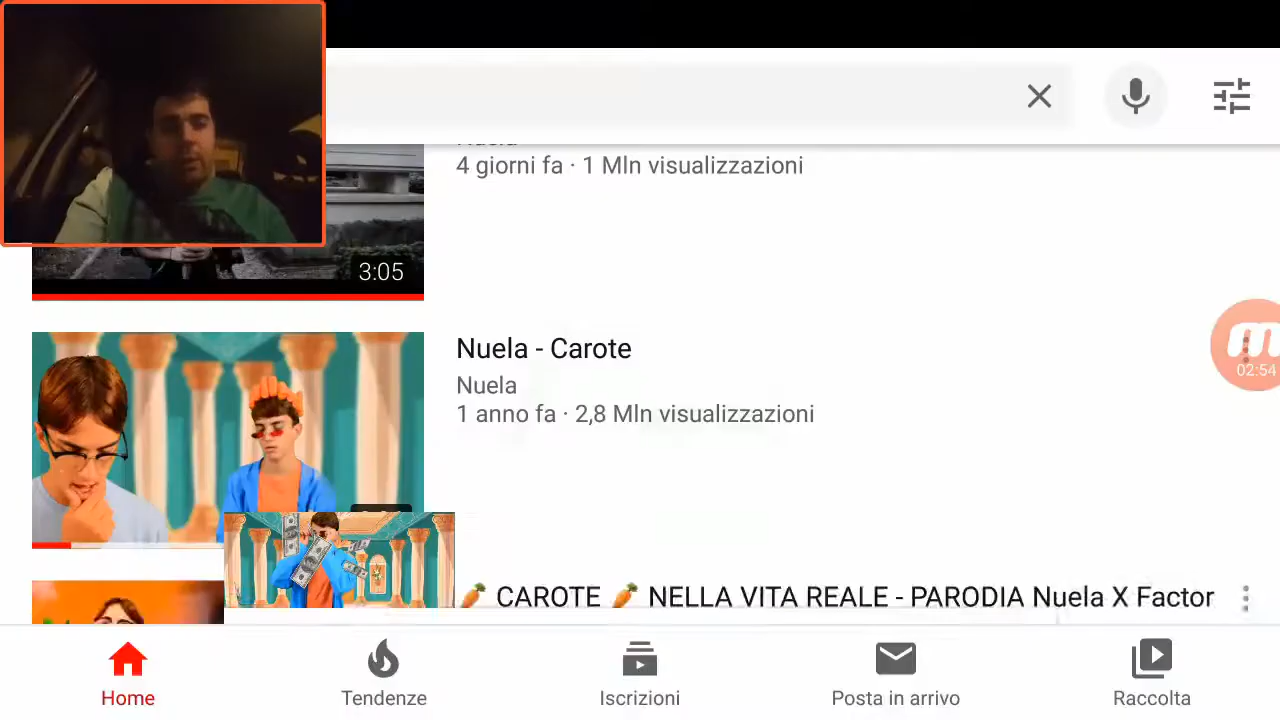 4 giorni fa · 1 Mln visualizzazioni
3:05
Nuela - Carote
Nuela
1 anno fa · 2,8 Mln visualizzazioni
02:54
🥕 CAROTE 🥕 NELLA VITA REALE - PARODIA Nuela X Factor
Home
Tendenze
Iscrizioni
Posta in arrivo
Raccolta